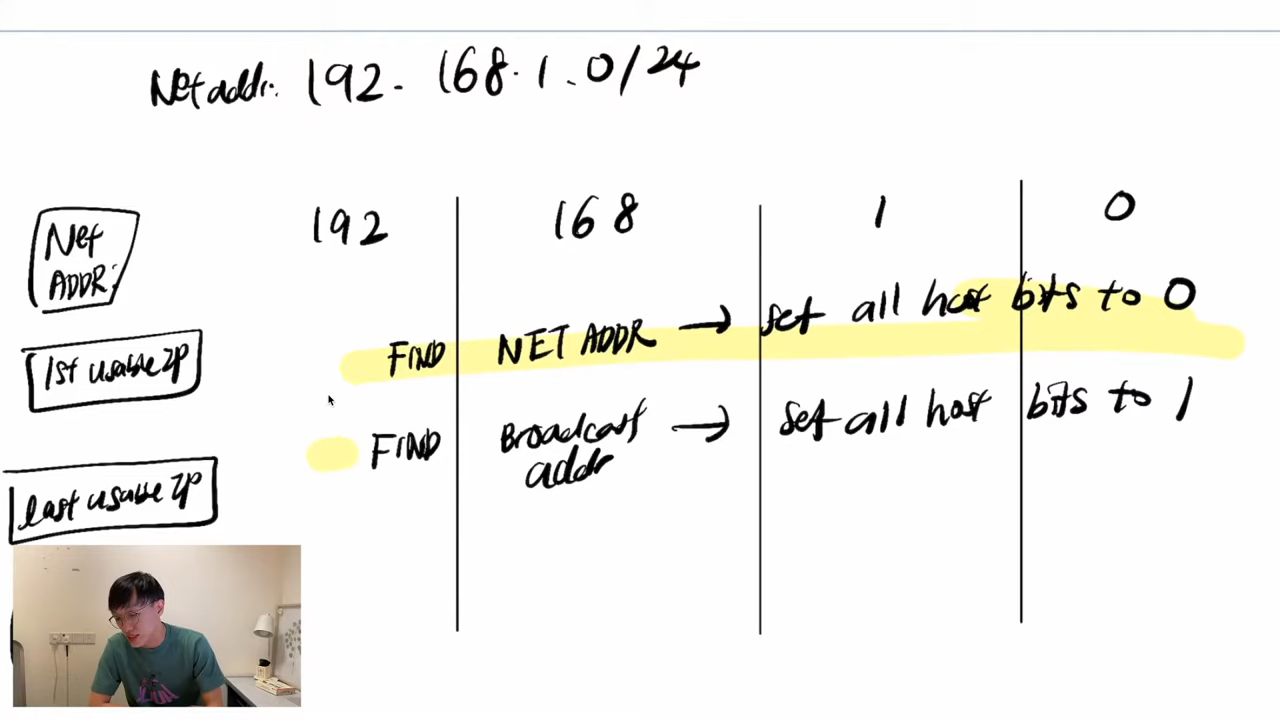 Net addr: 192.168.1.0/24
192 168 1 0
Net
ADDR:
1st usable IP
FIND NET ADDR → set all host bits to 0
FIND Broadcast
addr → set all host bits to 1
last usable IP